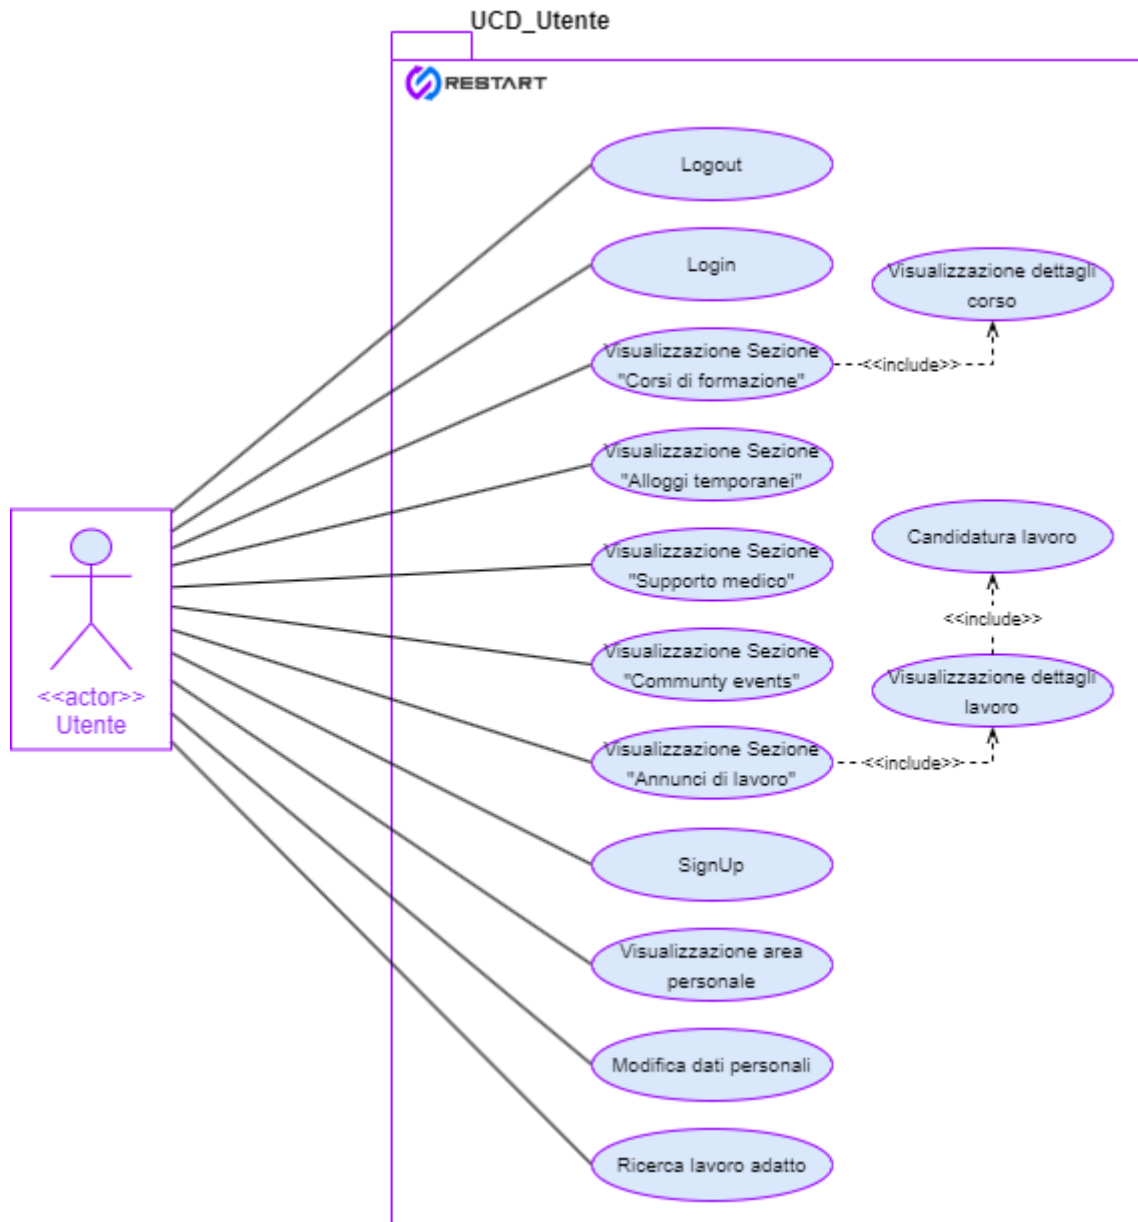 UCD_Utente
RESTART
Logout
Login
Visualizzazione dettagli
corso
Visualizzazione Sezione
"Corsi di formazione"
<<include>>
Visualizzazione Sezione
"Alloggi temporanei"
Candidatura lavoro
Visualizzazione Sezione
"Supporto medico"
<<include>>
Visualizzazione Sezione
"Communty events"
Visualizzazione dettagli
lavoro
<<actor>>
Utente
Visualizzazione Sezione
"Annunci di lavoro"
<<include>>
SignUp
Visualizzazione area
personale
Modifica dati personali
Ricerca lavoro adatto